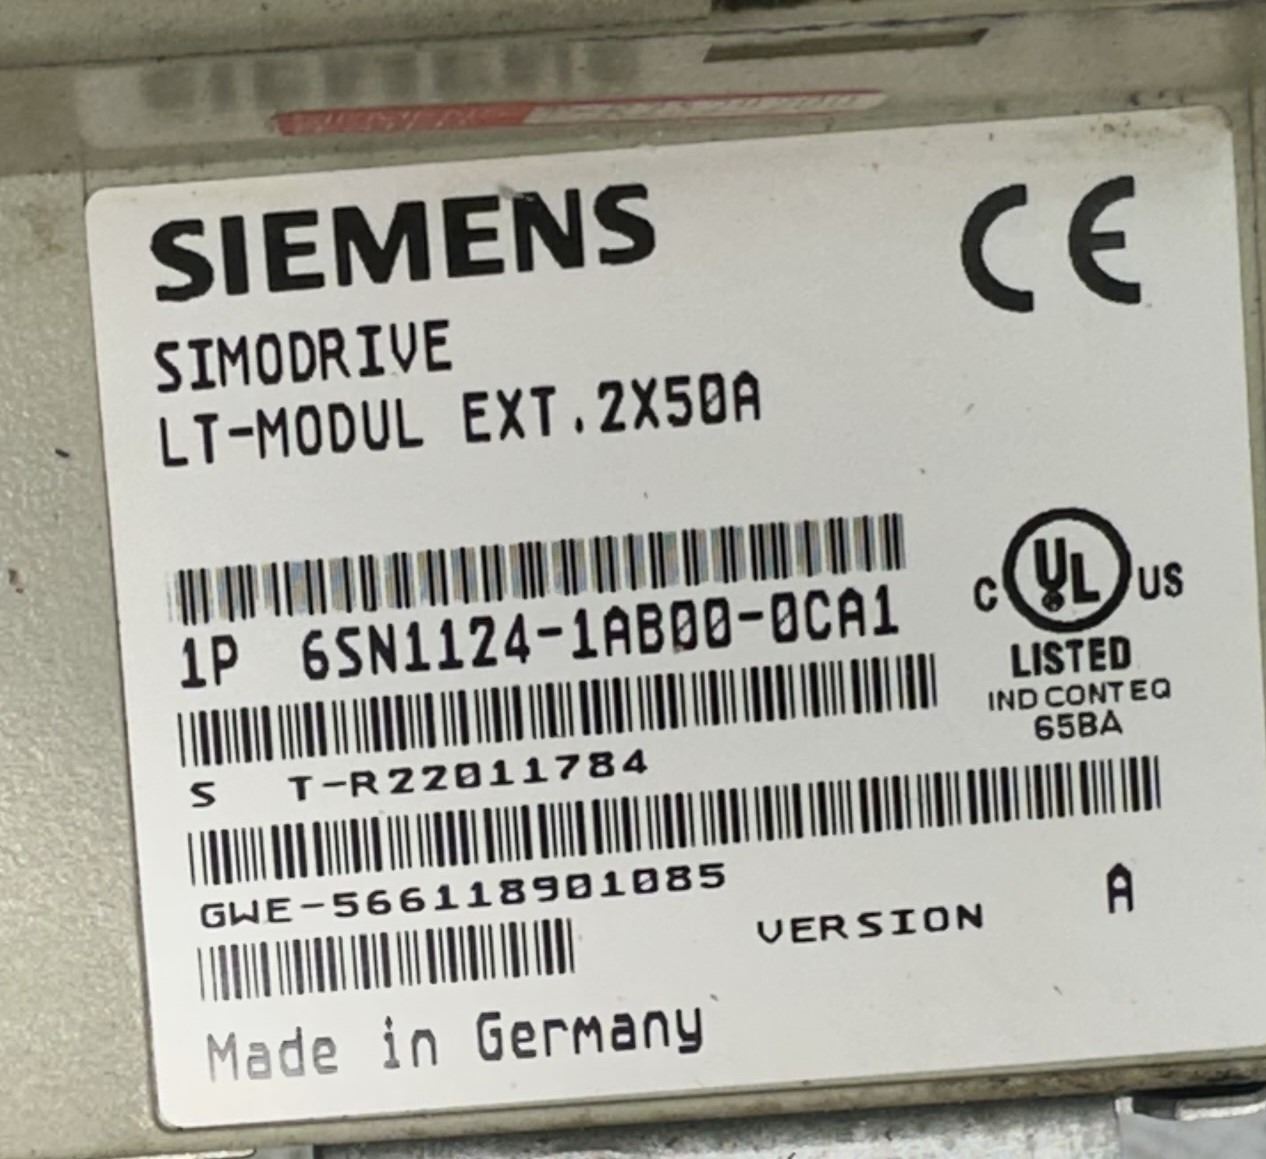 SIEMENS
CE
SIMODRIVE
LT-MODUL EXT.2X50A
1P 6SN1124-1AB00-0CA1
C UL US
LISTED
IND CONT EQ
65BA
S T-R22011784
GWE-566118901085
VERSION A
Made in Germany